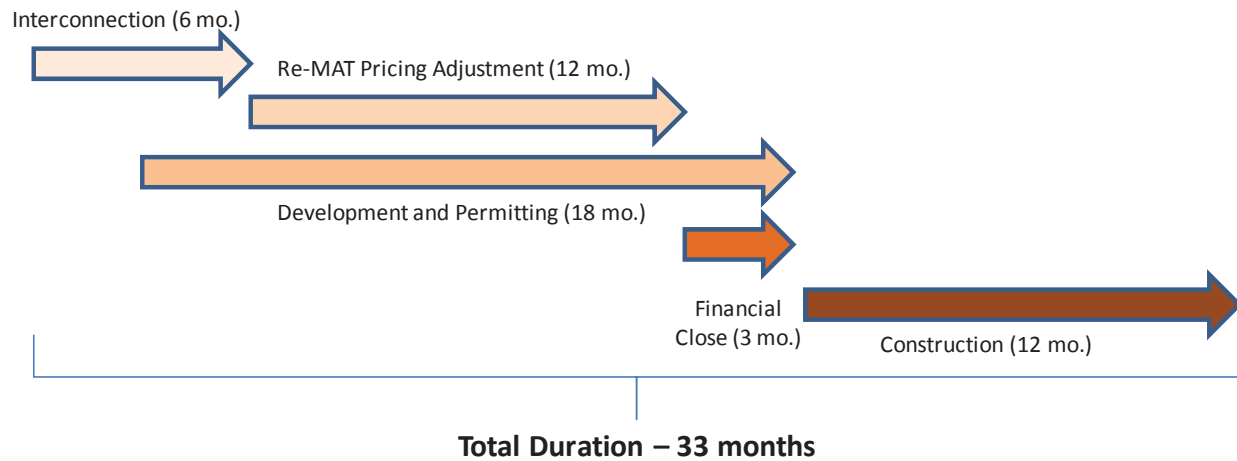 Interconnection (6 mo.)
Re-MAT Pricing Adjustment (12 mo.)
Development and Permitting (18 mo.)
Financial
Close (3 mo.)
Construction (12 mo.)
Total Duration – 33 months